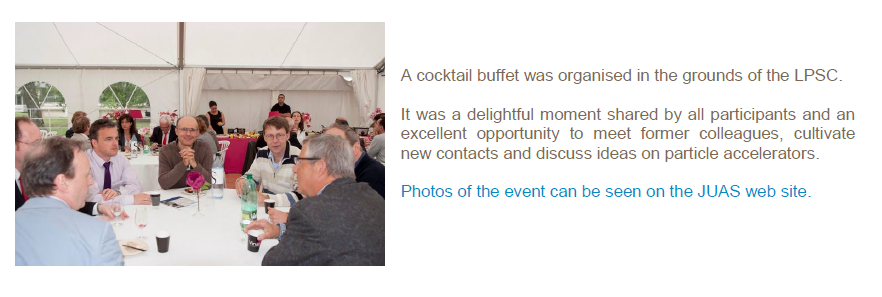 A cocktail buffet was organised in the grounds of the LPSC.
It was a delightful moment shared by all participants and an
excellent opportunity to meet former colleagues, cultivate
new contacts and discuss ideas on particle accelerators.
Photos of the event can be seen on the JUAS web site.